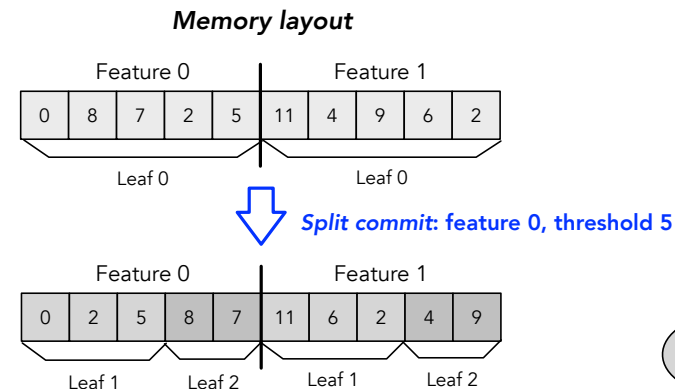 Memory layout
Feature 0 Feature 1
0 8 7 2 5 11 4 9 6 2
Leaf 0 Leaf 0
Split commit: feature 0, threshold 5
Feature 0 Feature 1
0 2 5 8 7 11 6 2 4 9
Leaf 1 Leaf 2 Leaf 1 Leaf 2